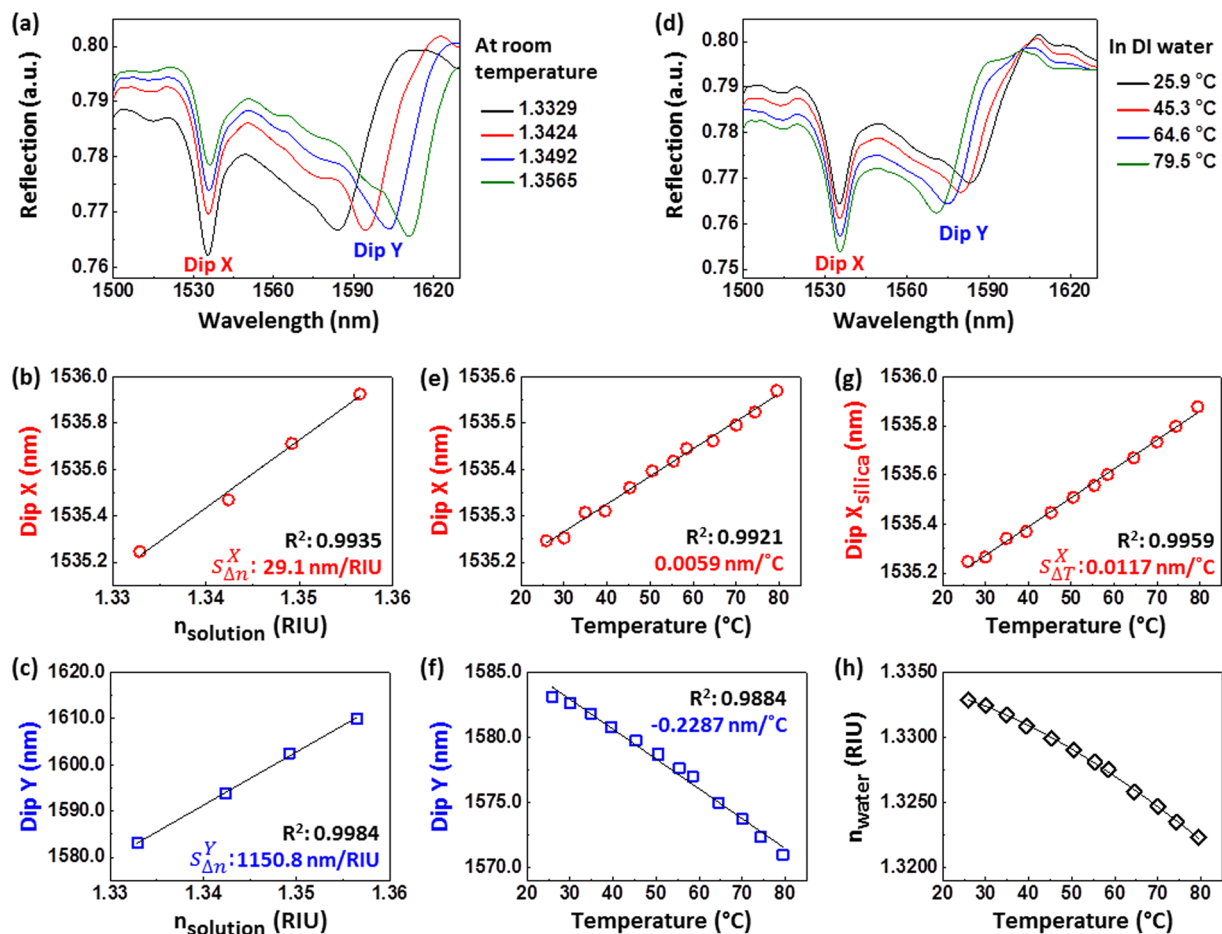 (a)
0.80
0.79
0.78
0.77
0.76
Reflection (a.u.)
1500
1530
1560
1590
1620
Wavelength (nm)
Dip X
Dip Y
At room
temperature
1.3329
1.3424
1.3492
1.3565
(d)
0.80
0.79
0.78
0.77
0.76
0.75
Reflection (a.u.)
1500
1530
1560
1590
1620
Wavelength (nm)
Dip X
Dip Y
In DI water
25.9 °C
45.3 °C
64.6 °C
79.5 °C
(b)
1536.0
1535.8
1535.6
1535.4
1535.2
Dip X (nm)
R²: 0.9935
S^X_Δn: 29.1 nm/RIU
1.33
1.34
1.35
1.36
n_solution (RIU)
(e)
1535.6
1535.5
1535.4
1535.3
1535.2
Dip X (nm)
R²: 0.9921
0.0059 nm/°C
20
30
40
50
60
70
80
Temperature (°C)
(g)
1536.0
1535.8
1535.6
1535.4
1535.2
Dip X_silica (nm)
R²: 0.9959
S^X_ΔT: 0.0117 nm/°C
20
30
40
50
60
70
80
Temperature (°C)
(c)
1620.0
1610.0
1600.0
1590.0
1580.0
Dip Y (nm)
R²: 0.9984
S^Y_Δn: 1150.8 nm/RIU
1.33
1.34
1.35
1.36
n_solution (RIU)
(f)
1585.0
1580.0
1575.0
1570.0
Dip Y (nm)
R²: 0.9884
-0.2287 nm/°C
20
30
40
50
60
70
80
Temperature (°C)
(h)
1.3350
1.3300
1.3250
1.3200
n_water (RIU)
20
30
40
50
60
70
80
Temperature (°C)